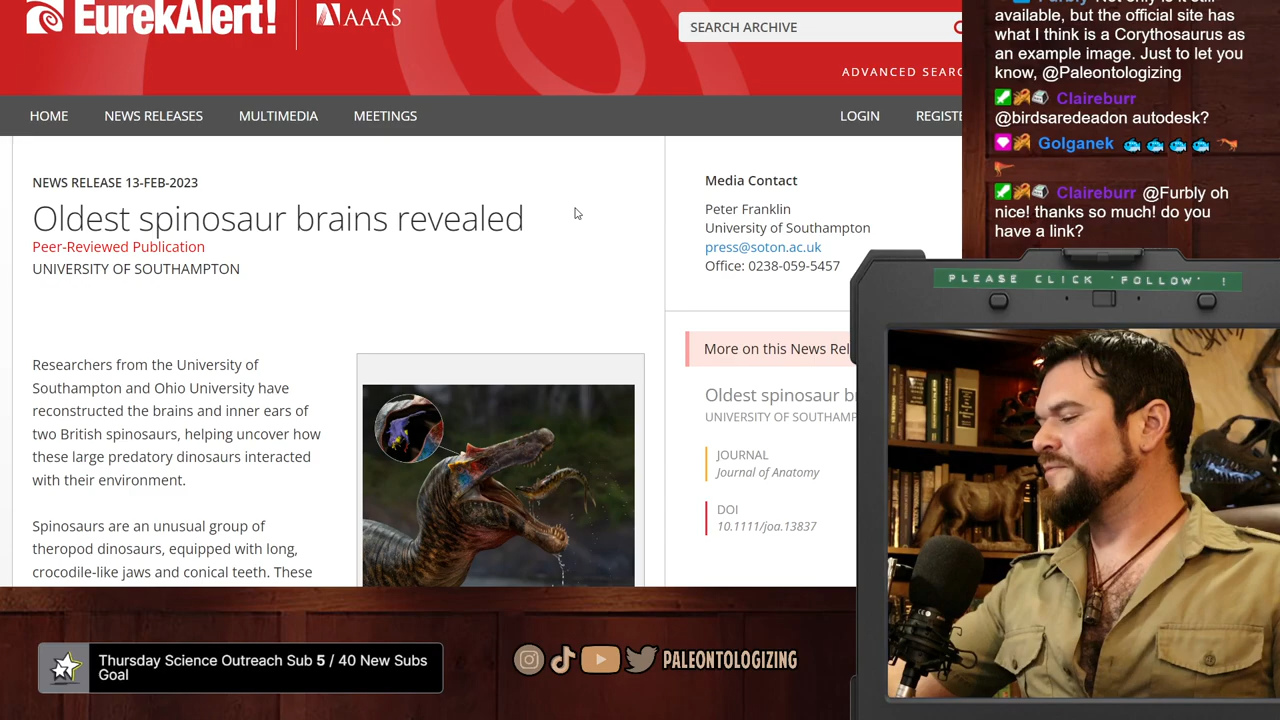 EurekAlert!
AAAS
SEARCH ARCHIVE
HOME
NEWS RELEASES
MULTIMEDIA
MEETINGS
LOGIN
NEWS RELEASE 13-FEB-2023
Oldest spinosaur brains revealed
Peer-Reviewed Publication
UNIVERSITY OF SOUTHAMPTON
Researchers from the University of
Southampton and Ohio University have
reconstructed the brains and inner ears of
two British spinosaurs, helping uncover how
these large predatory dinosaurs interacted
with their environment.
Spinosaurs are an unusual group of
theropod dinosaurs, equipped with long,
crocodile-like jaws and conical teeth. These
Media Contact
Peter Franklin
University of Southampton
press@soton.ac.uk
Office: 0238-059-5457
More on this News
Oldest spinosaur
UNIVERSITY OF
JOURNAL
Journal of Anatomy
DOI
10.1111/joa.13837
available, but the official site has
what I think is a Corythosaurus as
an example image. Just to let you
know, @Paleontologizing
Claireburr
@birdsaredeadon autodesk?
Golganek
Claireburr @Furbly oh
nice! thanks so much! do you
have a link?
PLEASE CLICK 'FOLLOW' !
Thursday Science Outreach Sub 5 / 40 New Subs
Goal
PALEONTOLOGIZING